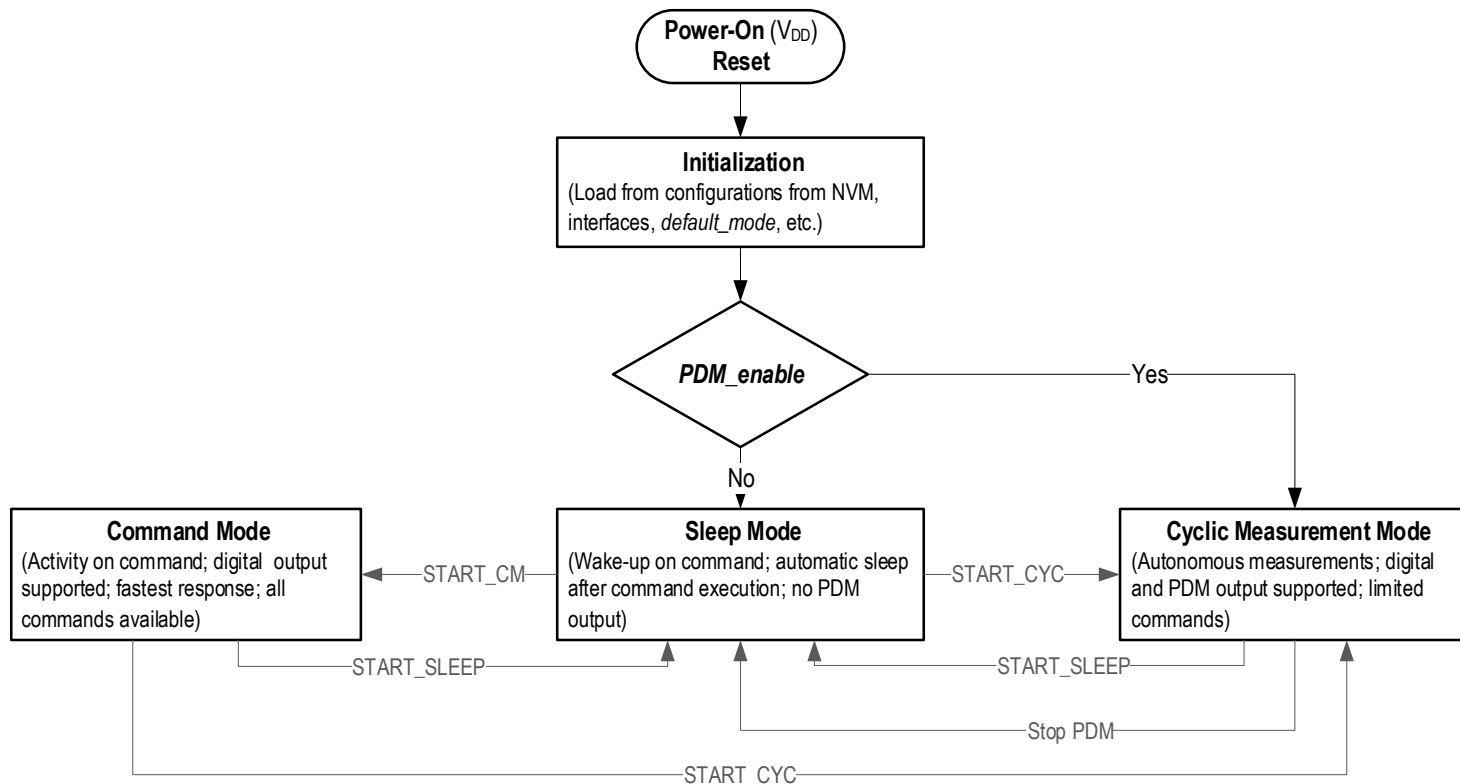 Power-On (VDD)
Reset
Initialization
(Load from configurations from NVM,
interfaces, default_mode, etc.)
PDM_enable
Yes
No
Command Mode
(Activity on command; digital output
supported; fastest response; all
commands available)
START_CM
Sleep Mode
(Wake-up on command; automatic sleep
after command execution; no PDM
output)
START_CYC
Cyclic Measurement Mode
(Autonomous measurements; digital
and PDM output supported; limited
commands)
START_SLEEP
START_SLEEP
Stop PDM
START_CYC